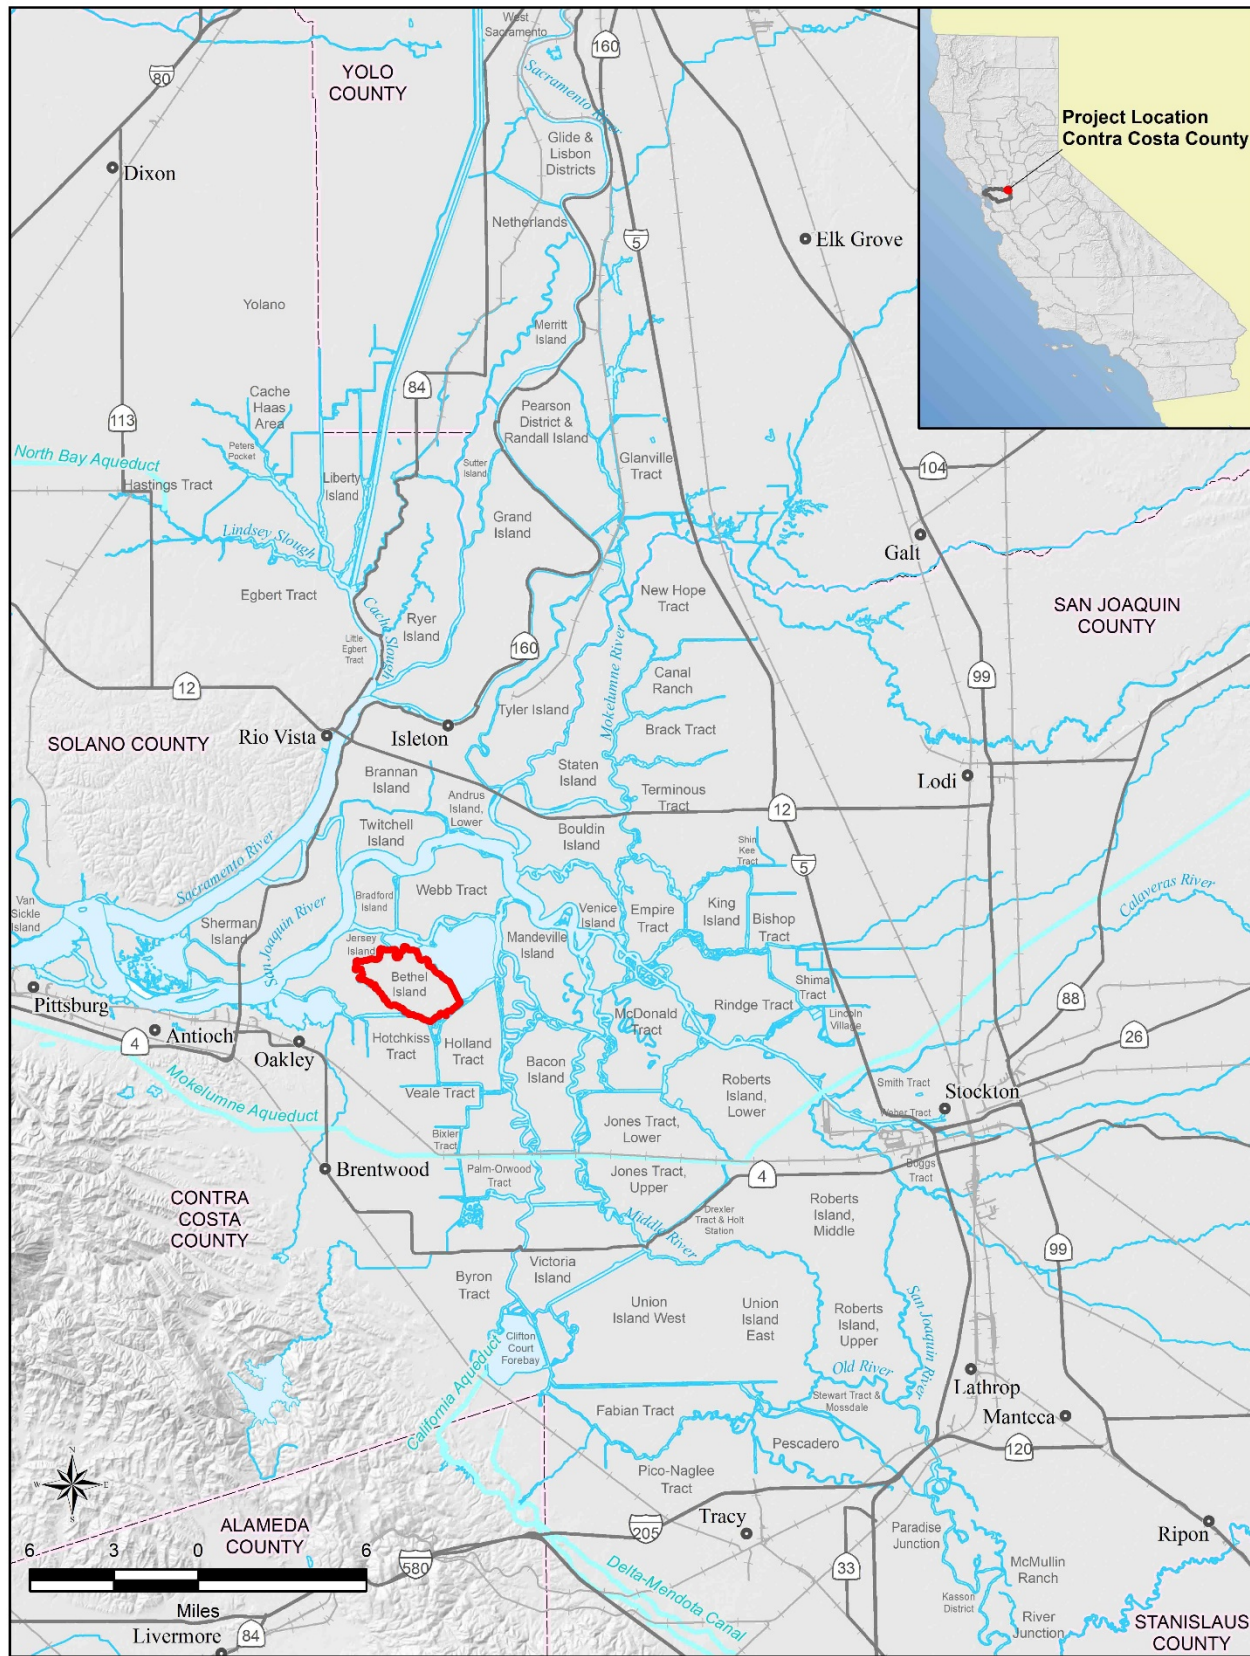 West
Sacramento
160
Sacramento River
YOLO
COUNTY
80
Project Location
Contra Costa County
Glide &
Lisbon
Districts
Dixon
Netherlands
5
Elk Grove
Yolano
Merritt
Island
84
Cache
Haas
Area
113
Pearson
District &
Randall Island
Peters
Pocket
North Bay Aqueduct
Hastings Tract
Liberty
Island
Sutter
Island
Glanville
Tract
104
Grand
Island
Lindsey Slough
Galt
Egbert Tract
Cache Slough
Ryer
Island
New Hope
Tract
SAN JOAQUIN
COUNTY
Little
Egbert
Tract
160
Mokelumne River
Canal
Ranch
12
99
Tyler Island
Brack Tract
SOLANO COUNTY
Rio Vista
Isleton
Brannan
Island
Staten
Island
Lodi
Andrus
Island,
Lower
Terminous
Tract
12
Twitchell
Island
Bouldin
Island
Shin
Kee
Tract
5
Sacramento River
Calaveras River
Van
Sickle
Island
Bradford
Island
Webb Tract
Sherman
Island
San Joaquin River
Venice
Island
Empire
Tract
King
Island
Bishop
Tract
Jersey
Island
Mandeville
Island
Bethel
Island
Pittsburg
Shima
Tract
88
Rindge Tract
McDonald
Tract
Lincoln
Village
Antioch
4
Oakley
Hotchkiss
Tract
Holland
Tract
26
Bacon
Island
Mokelumne Aqueduct
Veale Tract
Roberts
Island,
Lower
Smith Tract
Stockton
Weber Tract
Jones Tract,
Lower
Bixler
Tract
Brentwood
Palm-Orwood
Tract
Jones Tract,
Upper
4
Boggs
Tract
CONTRA
COSTA
COUNTY
Middle River
Drexler
Tract & Holt
Station
Roberts
Island,
Middle
99
Victoria
Island
Byron
Tract
Union
Island West
Union
Island
East
Roberts
Island,
Upper
San Joaquin River
Clifton
Court
Forebay
California Aqueduct
Old River
Stewart Tract &
Mossdale
Lathrop
Fabian Tract
Manteca
Pescadero
120
N
W
E
S
Pico-Naglee
Tract
ALAMEDA
COUNTY
205
Tracy
Paradise
Junction
Ripon
6
3
0
6
Miles
580
33
McMullin
Ranch
Delta-Mendota Canal
Kasson
District
River
Junction
STANISLAUS
COUNTY
Livermore
84